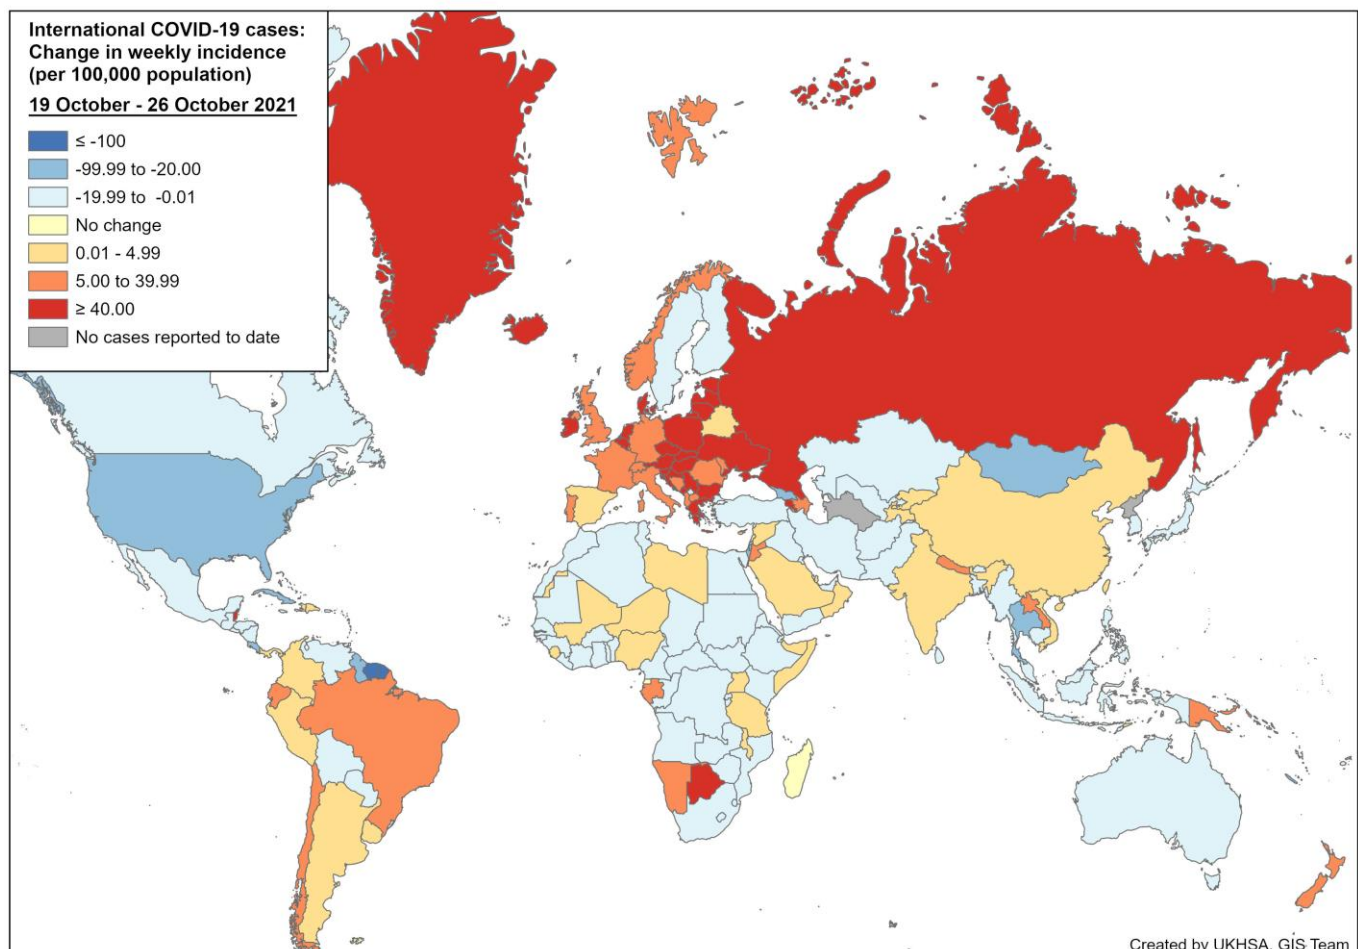 International COVID-19 cases:
Change in weekly incidence
(per 100,000 population)
19 October - 26 October 2021
≤ -100
-99.99 to -20.00
-19.99 to  -0.01
No change
0.01 - 4.99
5.00 to 39.99
≥ 40.00
No cases reported to date
Created by UKHSA, GIS Team